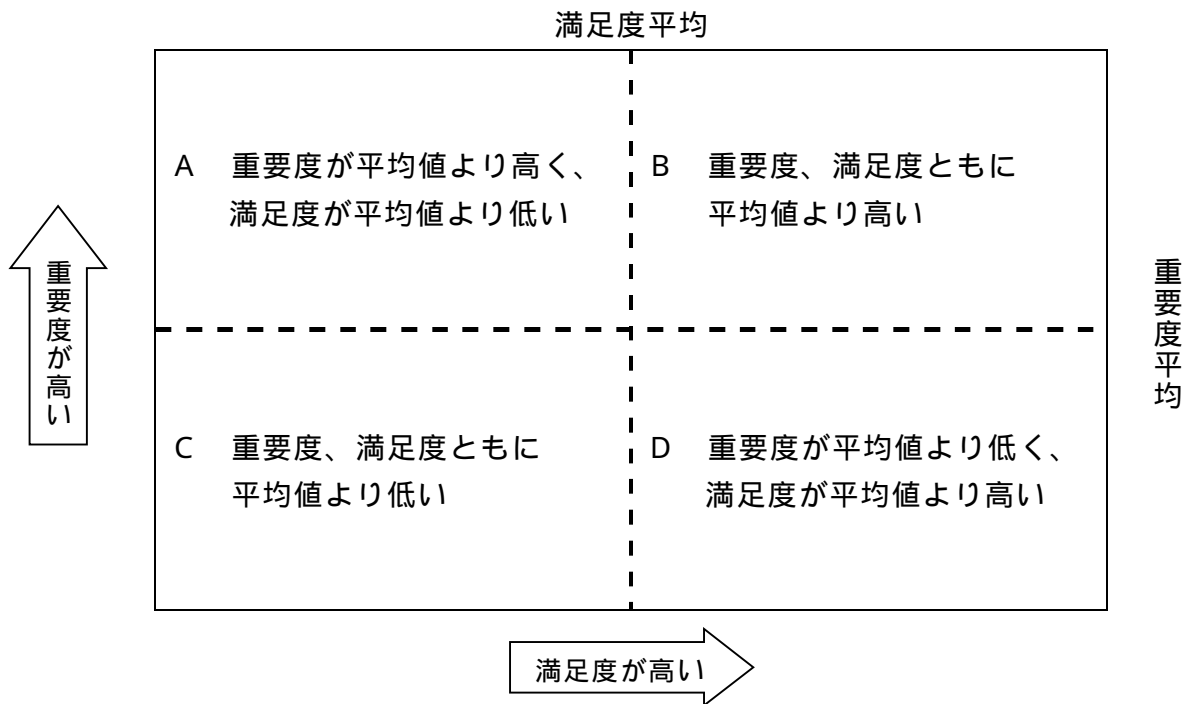 満足度平均
A 重要度が平均値より高く、
満足度が平均値より低い
B 重要度、満足度ともに
平均値より高い
重要度が高い
重要度平均
C 重要度、満足度ともに
平均値より低い
D 重要度が平均値より低く、
満足度が平均値より高い
満足度が高い